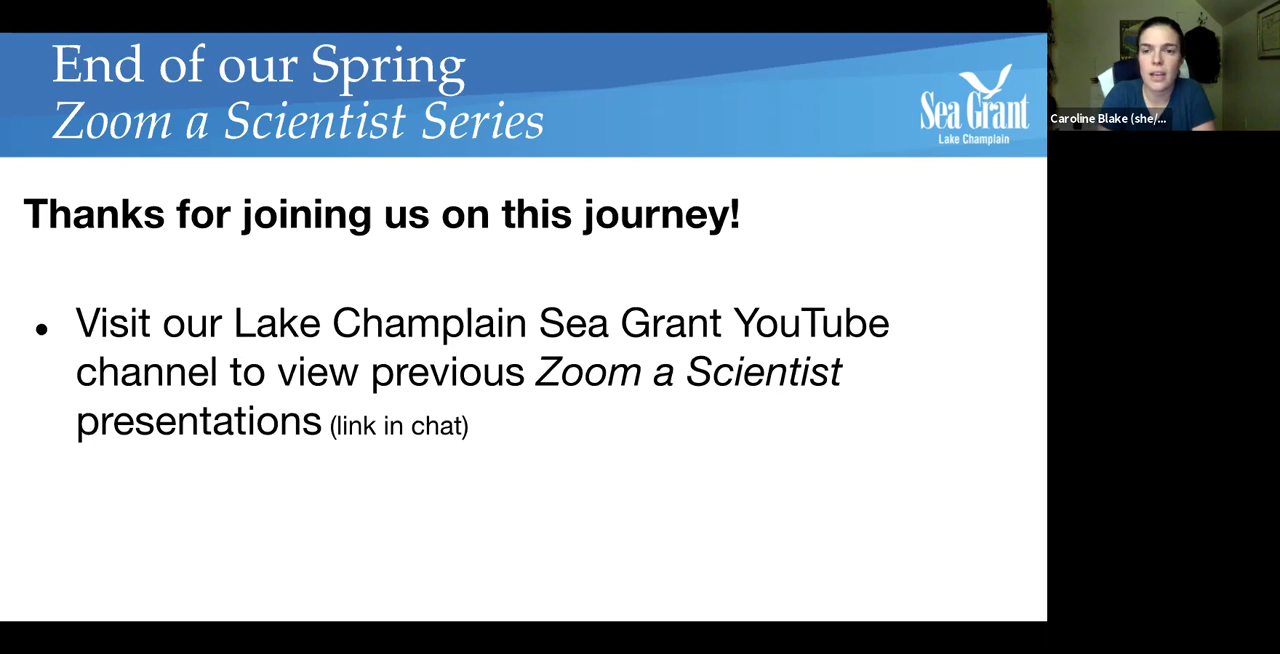 End of our Spring
Zoom a Scientist Series
Sea Grant
Lake Champlain
Caroline Blake (she/...
Thanks for joining us on this journey!
• Visit our Lake Champlain Sea Grant YouTube
channel to view previous Zoom a Scientist
presentations (link in chat)